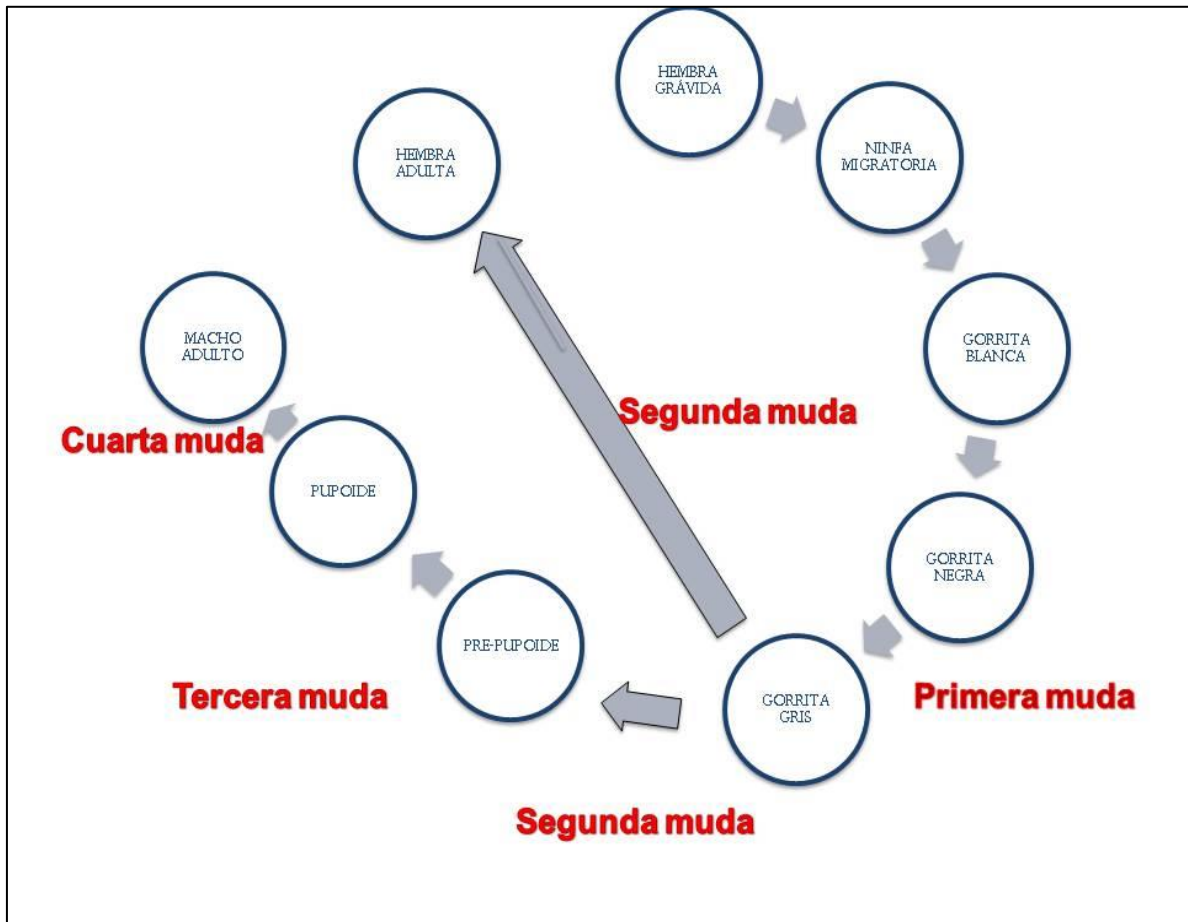 HEMBRA
GRÁVIDA
NINFA
MIGRATORIA
GORRITA
BLANCA
GORRITA
NEGRA
Primera muda
GORRITA
GRIS
Segunda muda
HEMBRA
ADULTA
Segunda muda
PRE-PUPOIDE
Tercera muda
PUPOIDE
Cuarta muda
MACHO
ADULTO